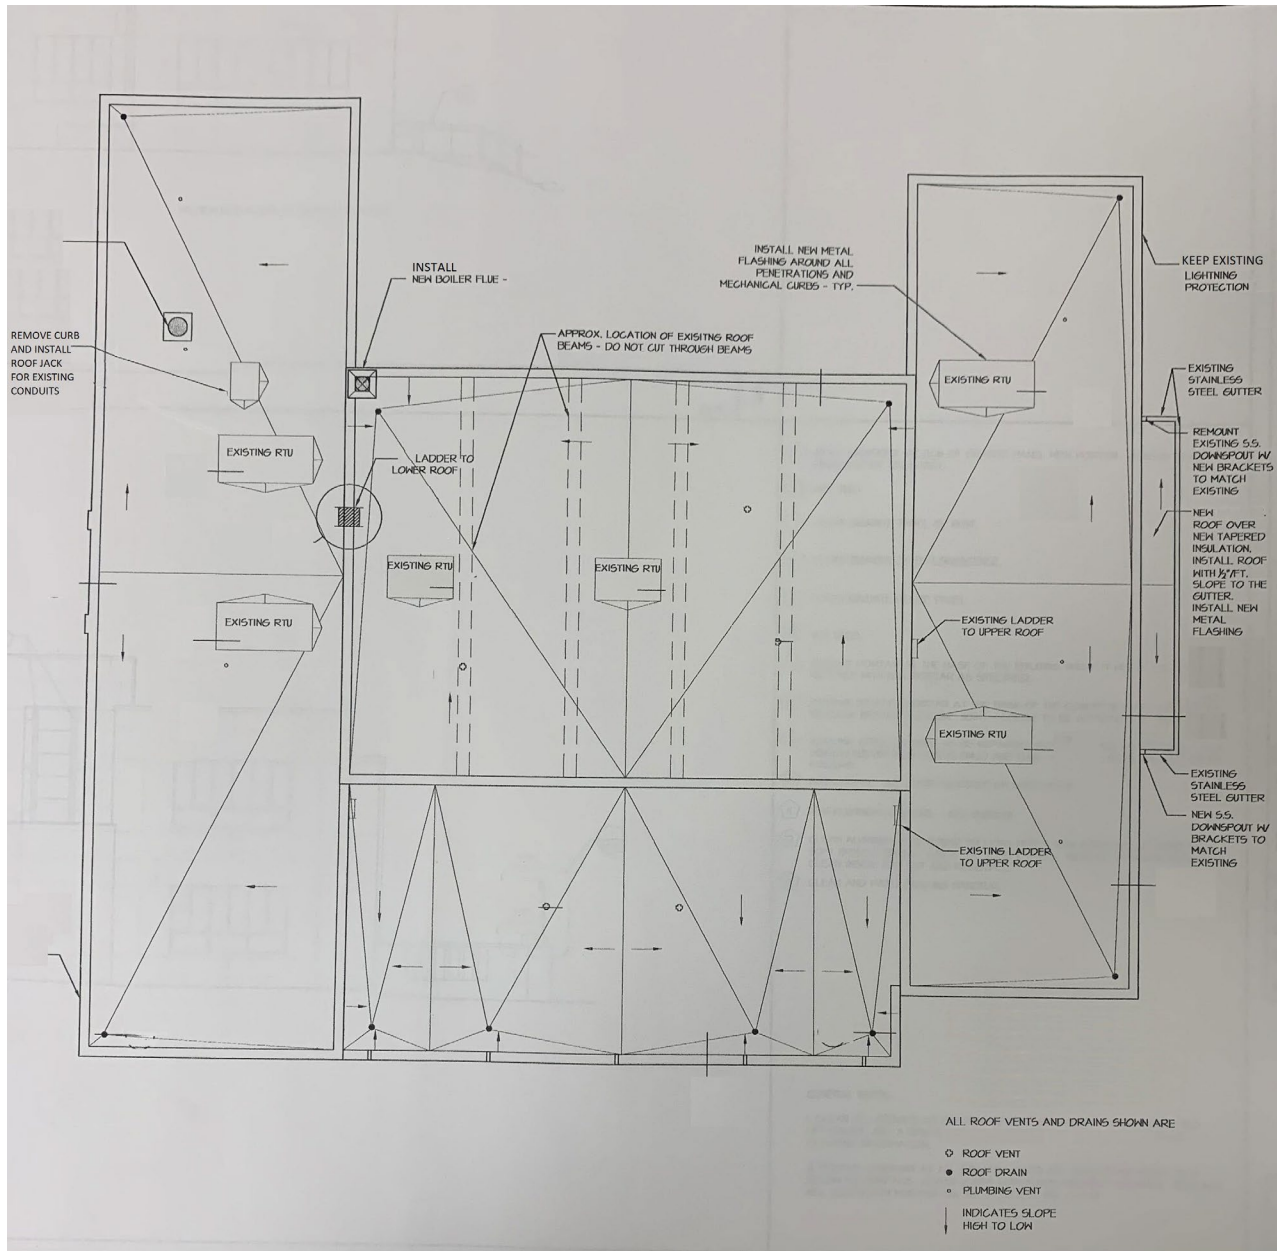 INSTALL
NEW BOILER FLUE -
INSTALL NEW METAL
FLASHING AROUND ALL
PENETRATIONS AND
MECHANICAL CURBS - TYP.
KEEP EXISTING
LIGHTNING
PROTECTION
REMOVE CURB
AND INSTALL
ROOF JACK
FOR EXISTING
CONDUITS
APPROX. LOCATION OF EXISITNG ROOF
BEAMS - DO NOT CUT THROUGH BEAMS
EXISTING RTU
EXISTING
STAINLESS
STEEL GUTTER
EXISTING RTU
LADDER TO
LOWER ROOF
REMOUNT
EXISTING S.S.
DOWNSPOUT W/
NEW BRACKETS
TO MATCH
EXISTING
NEW
ROOF OVER
NEW TAPERED
INSULATION.
INSTALL ROOF
WITH ½"/FT.
SLOPE TO THE
GUTTER.
INSTALL NEW
METAL
FLASHING
EXISTING RTU
EXISTING RTU
EXISTING RTU
EXISTING LADDER
TO UPPER ROOF
EXISTING RTU
EXISTING
STAINLESS
STEEL GUTTER
NEW S.S.
DOWNSPOUT W/
BRACKETS TO
MATCH
EXISTING
EXISTING LADDER
TO UPPER ROOF
ALL ROOF VENTS AND DRAINS SHOWN ARE
ROOF VENT
ROOF DRAIN
PLUMBING VENT
INDICATES SLOPE
HIGH TO LOW